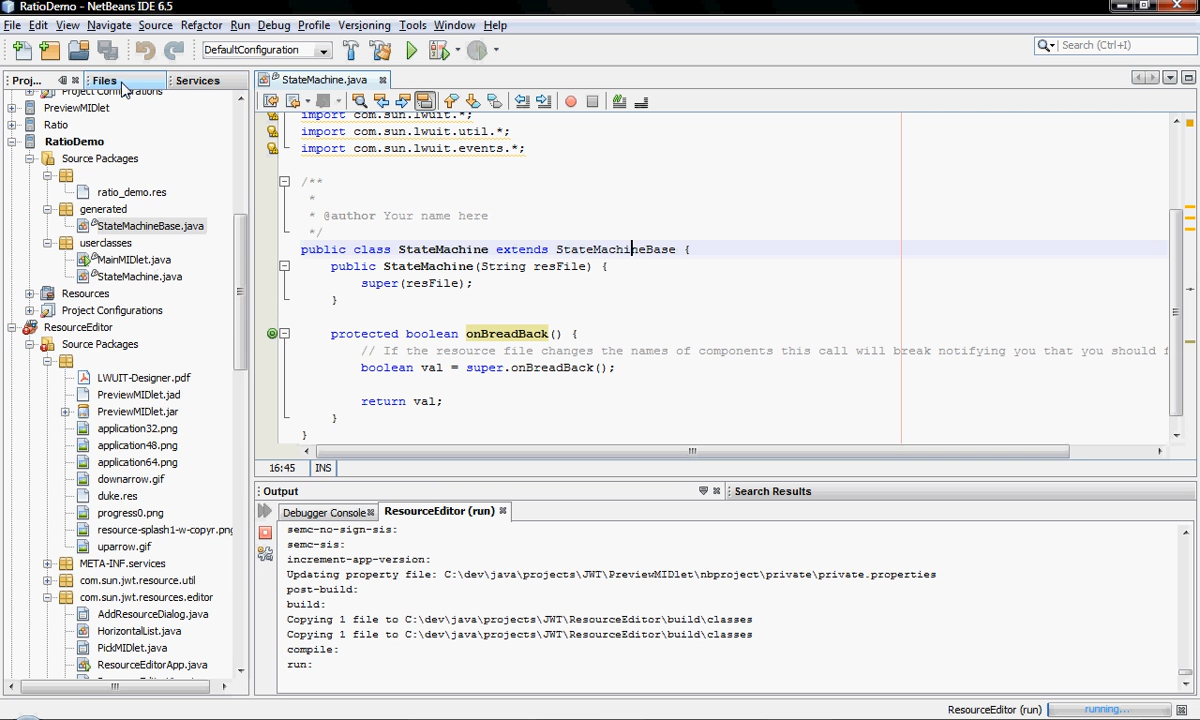 RatioDemo - NetBeans IDE 6.5
File Edit View Navigate Source Refactor Run Debug Profile Versioning Tools Window Help
DefaultConfiguration
Search (Ctrl+I)
Proj...
Files
Services
StateMachine.java
Project Configurations
PreviewMIDlet
Ratio
RatioDemo
Source Packages
ratio_demo.res
generated
StateMachineBase.java
userclasses
MainMIDlet.java
StateMachine.java
Resources
Project Configurations
ResourceEditor
Source Packages
LWUIT-Designer.pdf
PreviewMIDlet.jad
PreviewMIDlet.jar
application32.png
application48.png
application64.png
downarrow.gif
duke.res
progress0.png
resource-splash1-w-copyr.png
uparrow.gif
META-INF.services
com.sun.jwt.resource.util
com.sun.jwt.resources.editor
AddResourceDialog.java
HorizontalList.java
PickMIDlet.java
ResourceEditorApp.java
import com.sun.lwuit.*;
import com.sun.lwuit.util.*;
import com.sun.lwuit.events.*;
/**
*
* @author Your name here
*/
public class StateMachine extends StateMachineBase {
public StateMachine(String resFile) {
super(resFile);
}
protected boolean onBreadBack() {
// If the resource file changes the names of components this call will break notifying you that you should f
boolean val = super.onBreadBack();
return val;
}
}
16:45
INS
Output
Search Results
Debugger Console
ResourceEditor (run)
semc-no-sign-sis:
semc-sis:
increment-app-version:
Updating property file: C:\dev\java\projects\JWT\PreviewMIDlet\nbproject\private\private.properties
post-build:
build:
Copying 1 file to C:\dev\java\projects\JWT\ResourceEditor\build\classes
Copying 1 file to C:\dev\java\projects\JWT\ResourceEditor\build\classes
compile:
run:
ResourceEditor (run)
running...